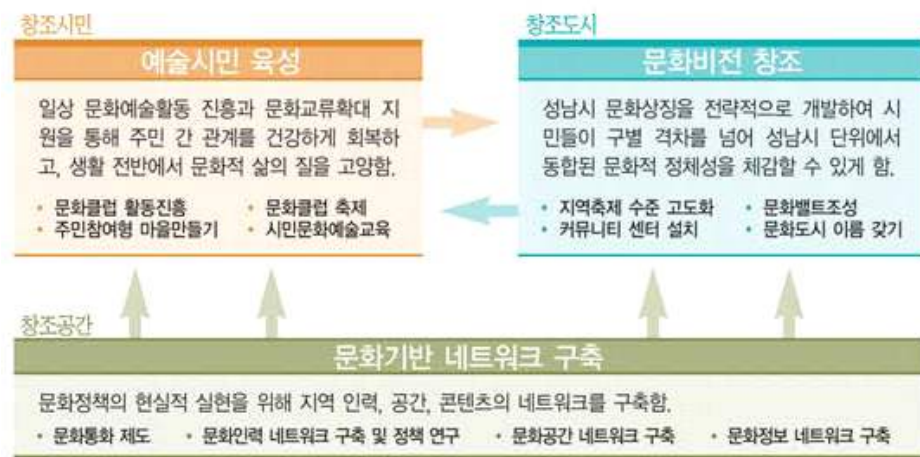 창조시민
예술시민 육성
일상 문화예술활동 진흥과 문화교류확대 지
원을 통해 주민 간 관계를 건강하게 회복하
고, 생활 전반에서 문화적 삶의 질을 고양함.
• 문화클럽 활동진흥 • 문화클럽 축제
• 주민참여형 마을만들기 • 시민문화예술교육
창조도시
문화비전 창조
성남시 문화상징을 전략적으로 개발하여 시
민들이 구별 격차를 넘어 성남시 단위에서
동합된 문화적 정체성을 체감할 수 있게 함.
• 지역축제 수준 고도화 • 문화밸트조성
• 커뮤니티 센터 설치 • 문화도시 이름 갖기
창조공간
문화기반 네트워크 구축
문화정책의 현실적 실현을 위해 지역 인력, 공간, 콘텐츠의 네트워크를 구축함.
• 문화통화 제도 • 문화인력 네트워크 구축 및 정책 연구 • 문화공간 네트워크 구축 • 문화정보 네트워크 구축